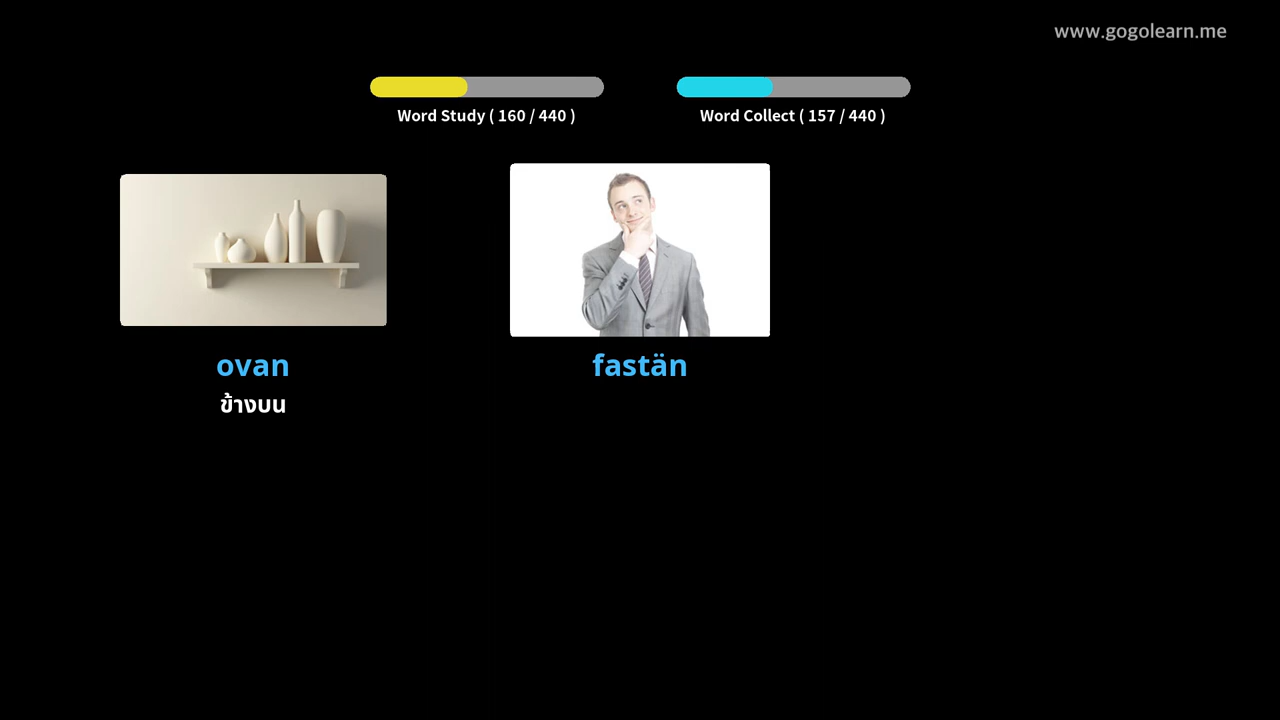 www.gogolearn.me
Word Study ( 160 / 440 )
Word Collect ( 157 / 440 )
ovan
ข้างบน
fastän